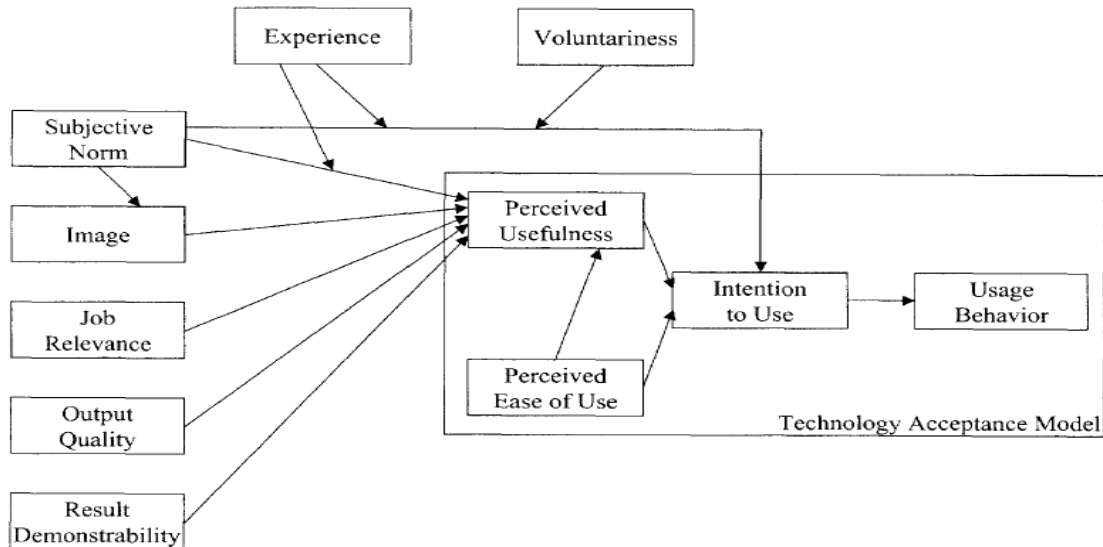 Experience
Voluntariness
Subjective
Norm
Image
Perceived
Usefulness
Job
Relevance
Intention
to Use
Usage
Behavior
Perceived
Ease of Use
Output
Quality
Technology Acceptance Model
Result
Demonstrability